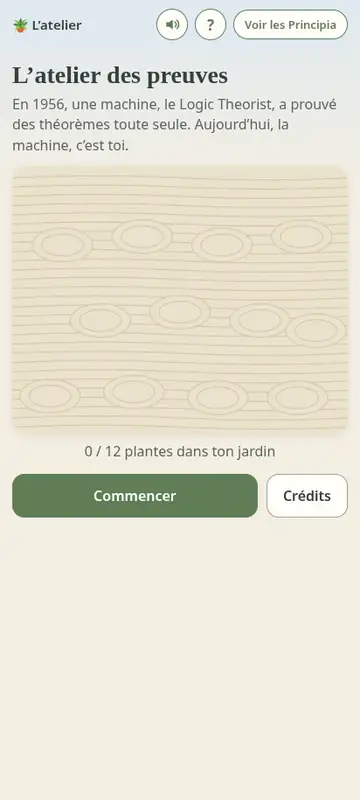 L’atelier
?
Voir les Principia
L’atelier des preuves
En 1956, une machine, le Logic Theorist, a prouvé
des théorèmes toute seule. Aujourd’hui, la
machine, c’est toi.
0 / 12 plantes dans ton jardin
Commencer
Crédits